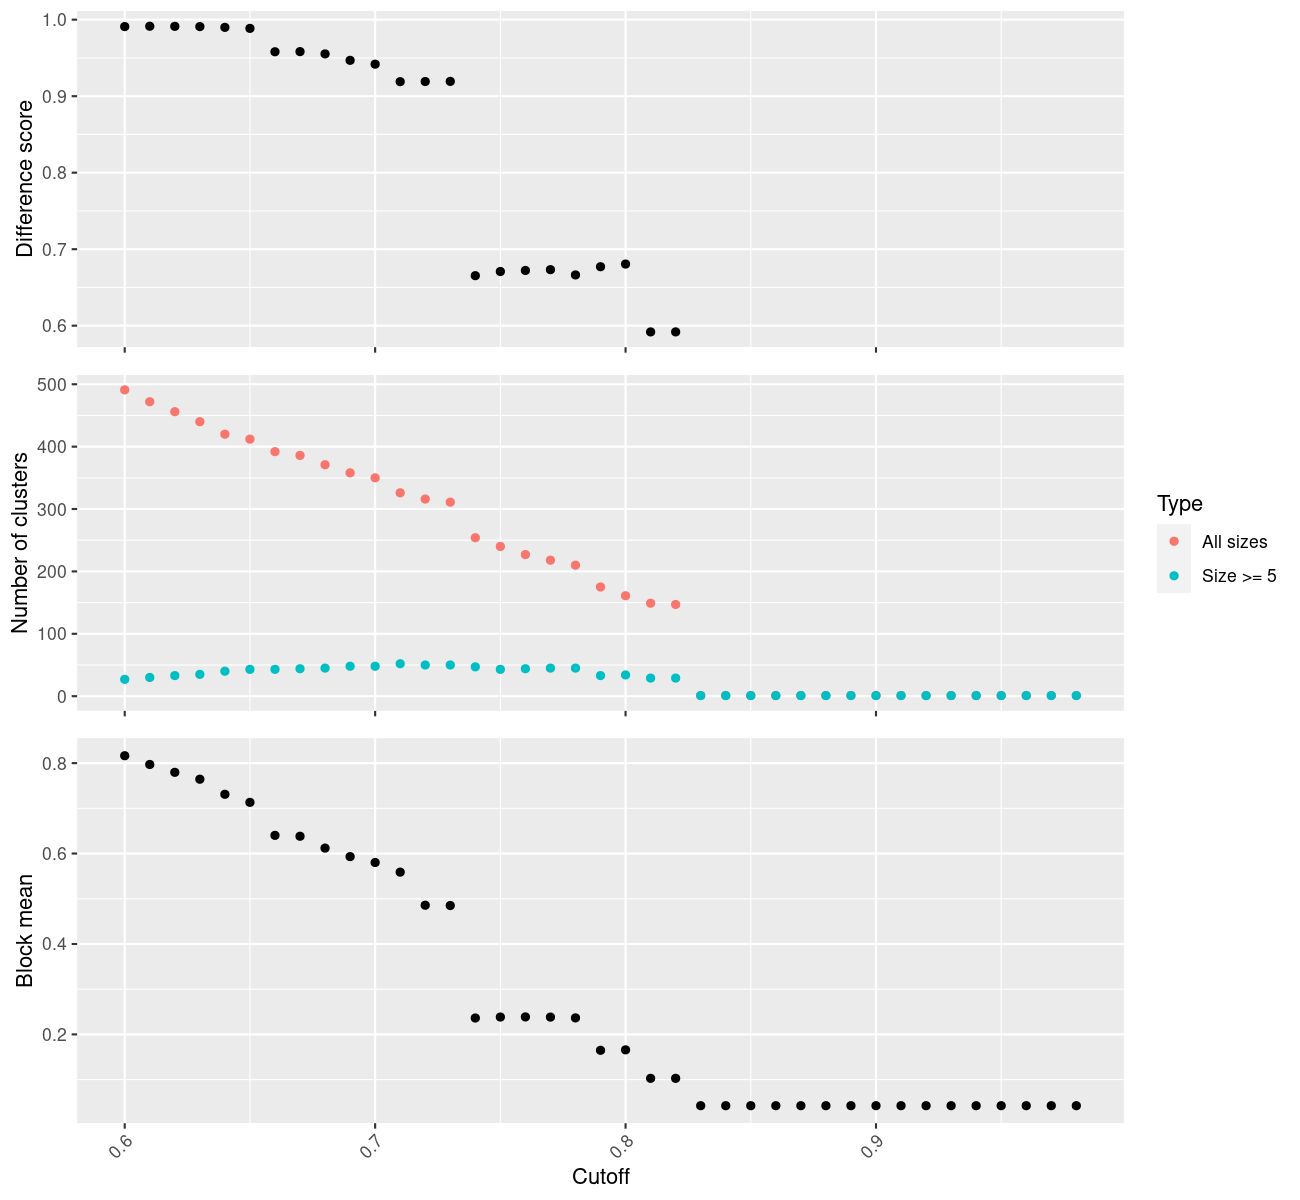 Difference score
1.0
0.9
0.8
0.7
0.6
Number of clusters
500
400
300
200
100
0
Type
All sizes
Size >= 5
Block mean
0.8
0.6
0.4
0.2
0.6
0.7
0.8
0.9
Cutoff